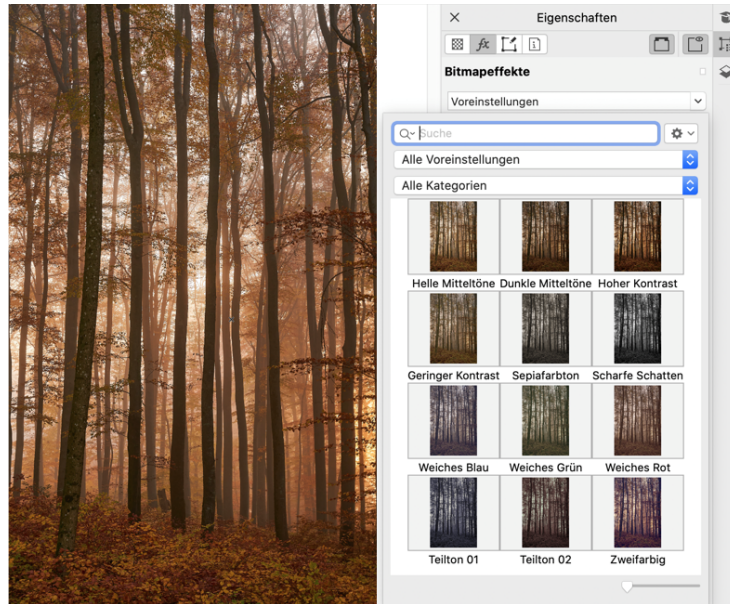 Eigenschaften
fx
Bitmapeffekte
Voreinstellungen
Suche
Alle Voreinstellungen
Alle Kategorien
Helle Mitteltöne Dunkle Mitteltöne Hoher Kontrast
Geringer Kontrast Sepiafarbton Scharfe Schatten
Weiches Blau Weiches Grün Weiches Rot
Teilton 01 Teilton 02 Zweifarbig